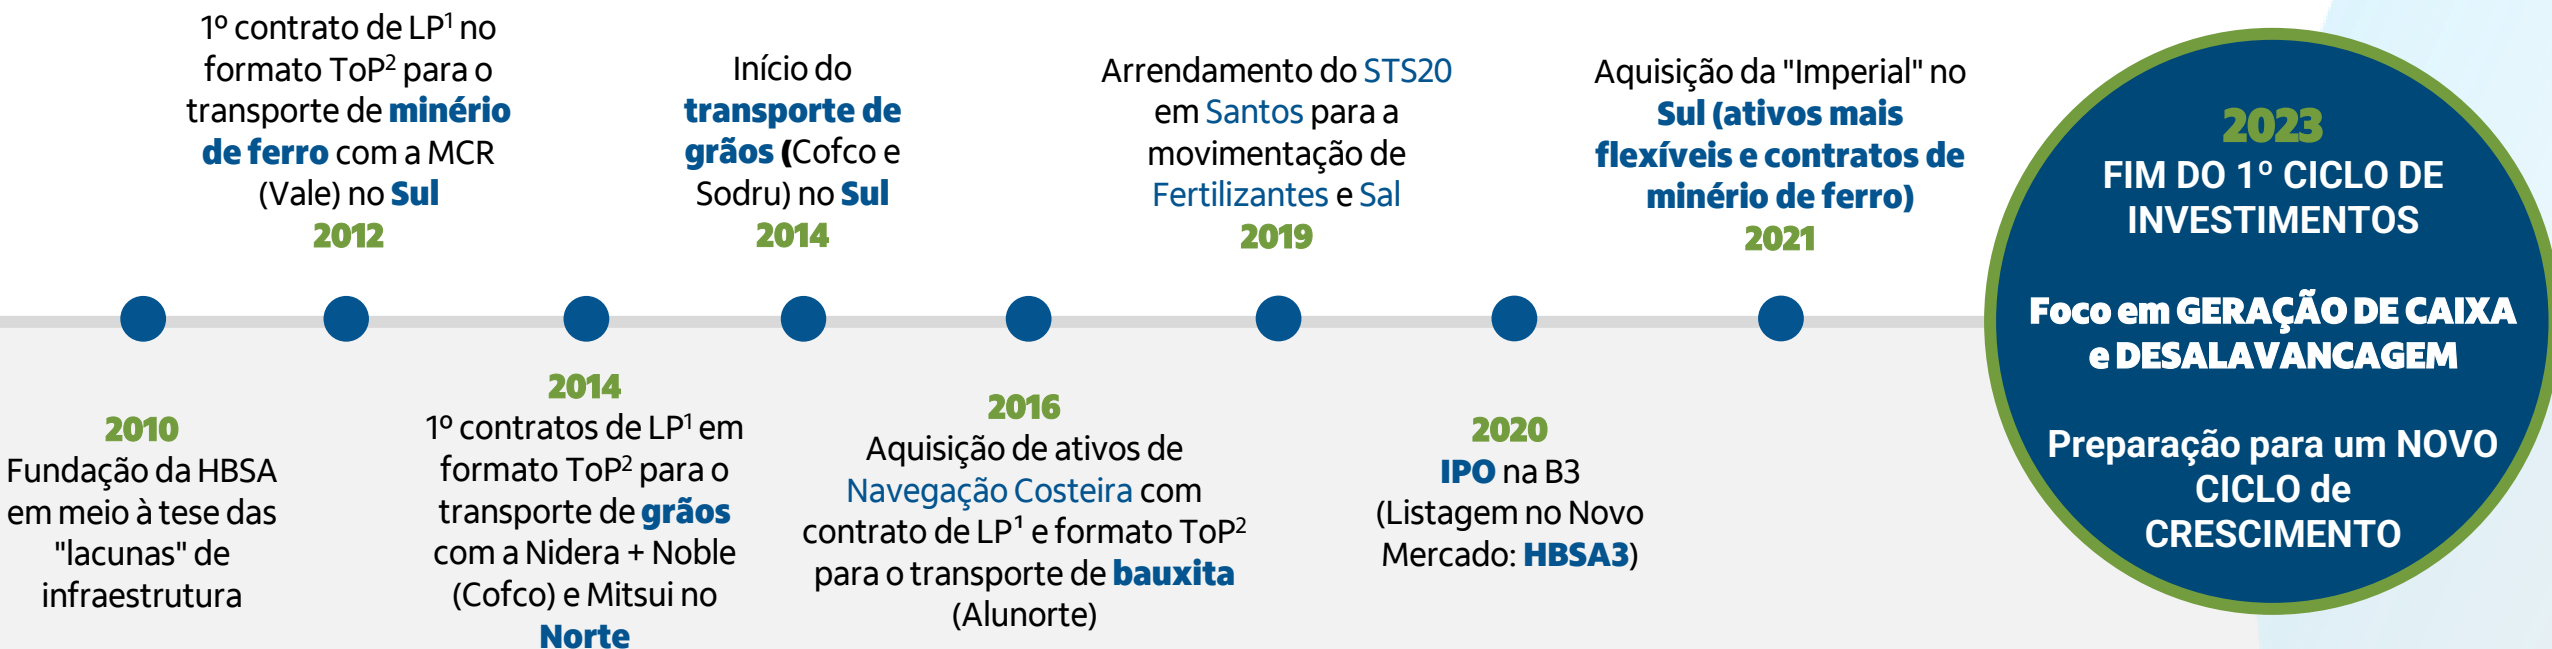 1º contrato de LP¹ no
formato ToP² para o
transporte de minério
de ferro com a MCR
(Vale) no Sul
2012
Início do
transporte de
grãos (Cofco e
Sodru) no Sul
2014
Arrendamento do STS20
em Santos para a
movimentação de
Fertilizantes e Sal
2019
Aquisição da "Imperial" no
Sul (ativos mais
flexíveis e contratos de
minério de ferro)
2021
2010
Fundação da HBSA
em meio à tese das
"lacunas" de
infraestrutura
2014
1º contratos de LP¹ em
formato ToP² para o
transporte de grãos
com a Nidera + Noble
(Cofco) e Mitsui no
Norte
2016
Aquisição de ativos de
Navegação Costeira com
contrato de LP¹ e formato ToP²
para o transporte de bauxita
(Alunorte)
2020
IPO na B3
(Listagem no Novo
Mercado: HBSA3)
2023
FIM DO 1º CICLO DE
INVESTIMENTOS
Foco em GERAÇÃO DE CAIXA
e DESALAVANCAGEM
Preparação para um NOVO
CICLO de
CRESCIMENTO